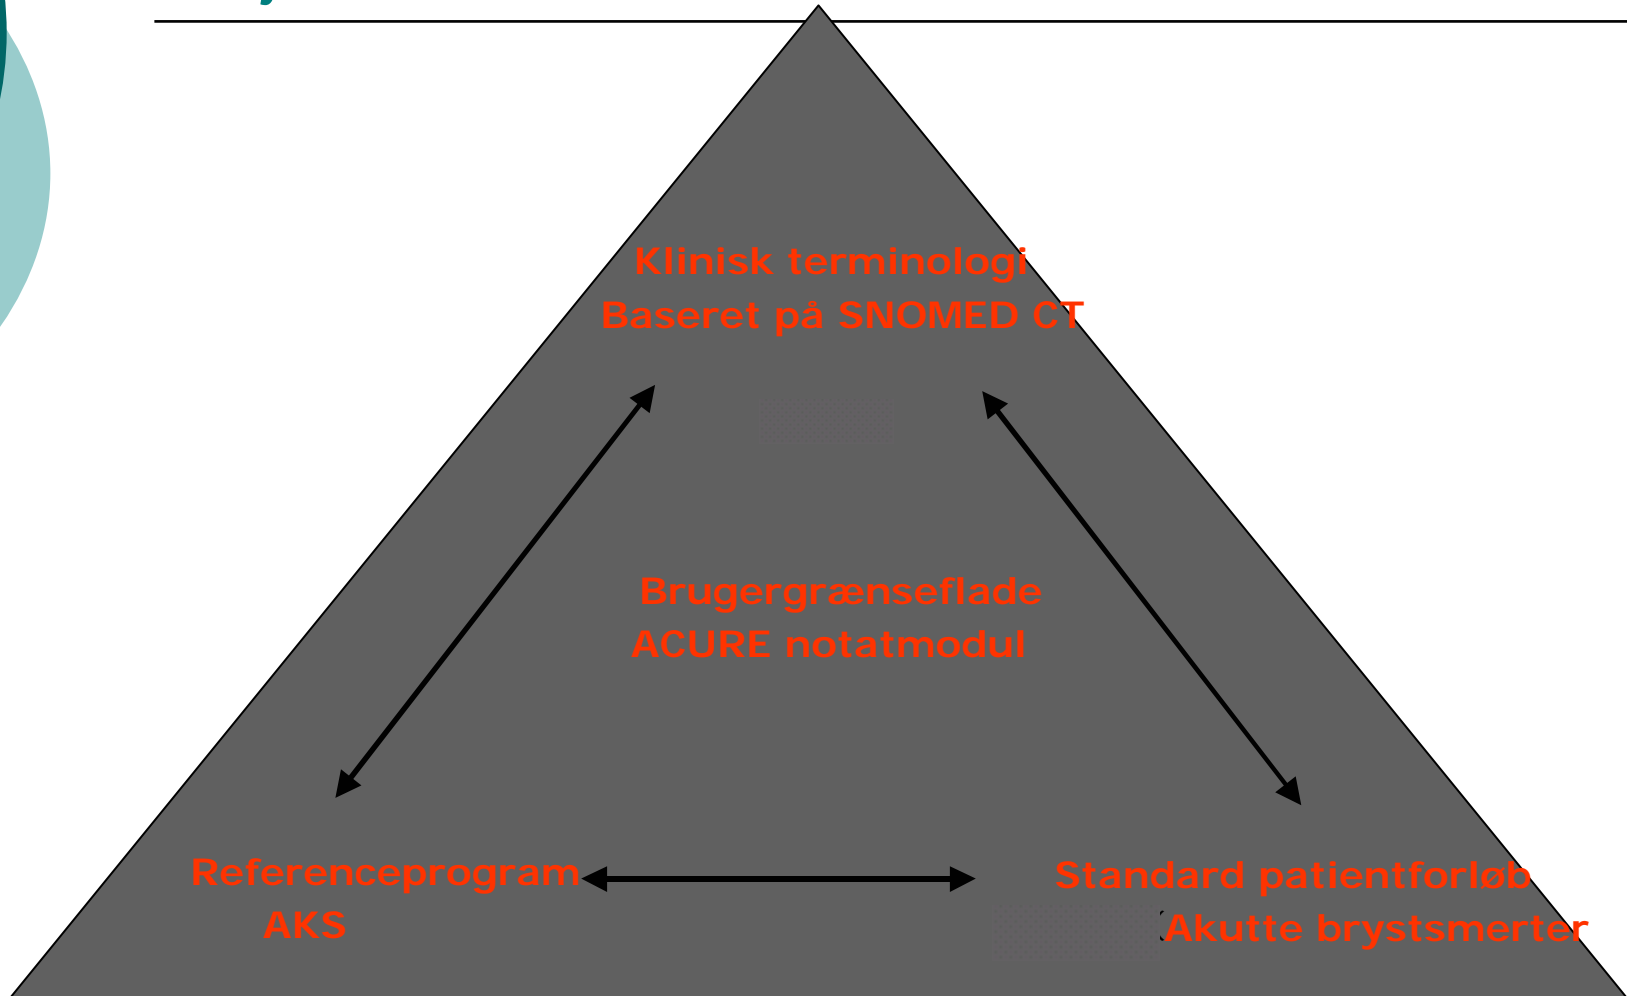 Klinisk terminologi
Baseret på SNOMED CT
Brugergrænseflade
ACURE notatmodul
Referenceprogram
AKS
Standard patientforløb
Akutte brystsmerter